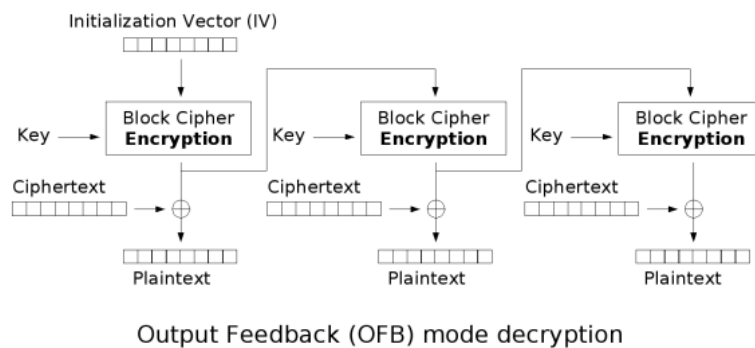 Initialization Vector (IV)
Block Cipher
Encryption
Key
Block Cipher
Encryption
Key
Block Cipher
Encryption
Key
Ciphertext
Ciphertext
Ciphertext
Plaintext
Plaintext
Plaintext
Output Feedback (OFB) mode decryption